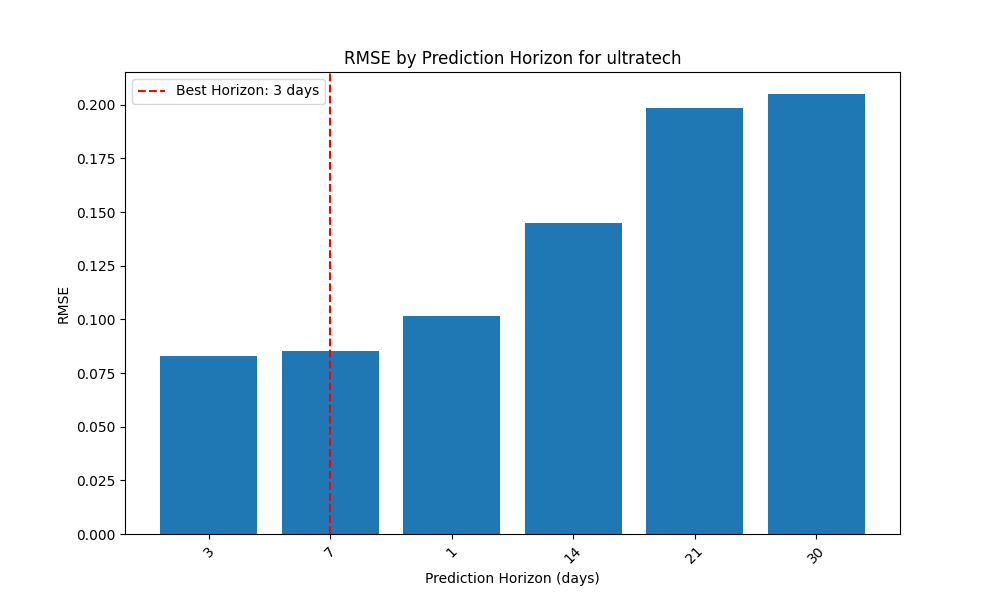 RMSE by Prediction Horizon for ultratech
Best Horizon: 3 days
0.200
0.175
0.150
0.125
0.100
0.075
0.050
0.025
0.000
RMSE
3 7 1 14 21 30
Prediction Horizon (days)